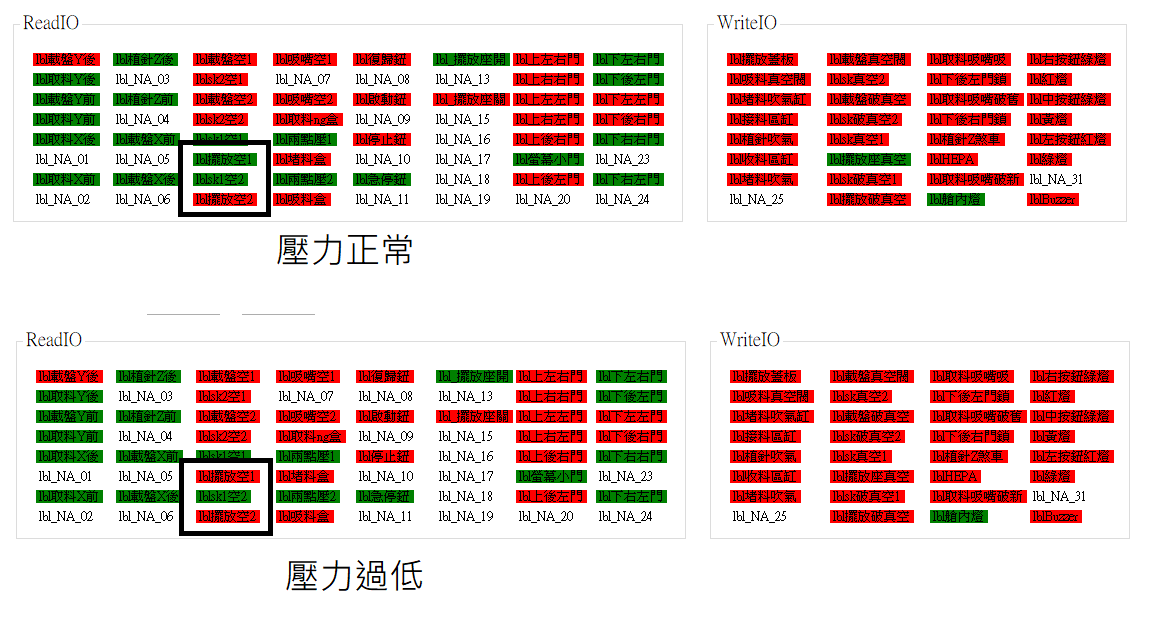 ReadIO
WriteIO
lbl載盤Y後 lbl植針Z後 lbl載盤空1 lbl吸嘴空1 lbl復歸鈕 lbl_擺放座開 lbl上左右門 lbl下左右門 lbl擺放蓋板 lbl載盤真空閥 lbl取料吸嘴吸 lbl右按鈕綠燈
lbl取料Y後 lbl_NA_03 lblsk2空1 lbl_NA_07 lbl_NA_08 lbl_NA_13 lbl上右右門 lbl下後左門 lbl吸料真空閥 lblsk真空2 lbl下後左門鎖 lbl紅燈
lbl載盤Y前 lbl植針Z前 lbl載盤空2 lbl吸嘴空2 lbl啟動鈕 lbl_擺放座關 lbl上左左門 lbl下左左門 lbl堵料吹氣缸 lbl載盤破真空 lbl取料吸嘴破舊 lbl中按鈕綠燈
lbl取料Y前 lbl_NA_04 lblsk2空2 lbl取料ng盒 lbl_NA_09 lbl_NA_15 lbl上右左門 lbl下後右門 lbl接料區缸 lblsk破真空2 lbl下後右門鎖 lbl黃燈
lbl取料X後 lbl載盤X前 lblsk1空1 lbl兩點壓1 lbl停止鈕 lbl_NA_16 lbl上後右門 lbl下右右門 lbl植針吹氣 lblsk真空1 lbl植針Z煞車 lbl左按鈕紅燈
lbl_NA_01 lbl_NA_05 lbl擺放空1 lbl堵料盒 lbl_NA_10 lbl_NA_17 lbl螢幕小門 lbl_NA_23 lbl收料區缸 lbl擺放座真空 lblHEPA lbl綠燈
lbl取料X前 lbl載盤X後 lblsk1空2 lbl兩點壓2 lbl急停鈕 lbl_NA_18 lbl上後左門 lbl下右左門 lbl堵料吹氣 lblsk破真空1 lbl取料吸嘴破新 lbl_NA_31
lbl_NA_02 lbl_NA_06 lbl擺放空2 lbl吸料盒 lbl_NA_11 lbl_NA_19 lbl_NA_20 lbl_NA_24 lbl_NA_25 lbl擺放破真空 lbl艙內燈 lblBuzzer
壓力正常
ReadIO
WriteIO
lbl載盤Y後 lbl植針Z後 lbl載盤空1 lbl吸嘴空1 lbl復歸鈕 lbl_擺放座開 lbl上左右門 lbl下左右門 lbl擺放蓋板 lbl載盤真空閥 lbl取料吸嘴吸 lbl右按鈕綠燈
lbl取料Y後 lbl_NA_03 lblsk2空1 lbl_NA_07 lbl_NA_08 lbl_NA_13 lbl上右右門 lbl下後左門 lbl吸料真空閥 lblsk真空2 lbl下後左門鎖 lbl紅燈
lbl載盤Y前 lbl植針Z前 lbl載盤空2 lbl吸嘴空2 lbl啟動鈕 lbl_擺放座關 lbl上左左門 lbl下左左門 lbl堵料吹氣缸 lbl載盤破真空 lbl取料吸嘴破舊 lbl中按鈕綠燈
lbl取料Y前 lbl_NA_04 lblsk2空2 lbl取料ng盒 lbl_NA_09 lbl_NA_15 lbl上右左門 lbl下後右門 lbl接料區缸 lblsk破真空2 lbl下後右門鎖 lbl黃燈
lbl取料X後 lbl載盤X前 lblsk1空1 lbl兩點壓1 lbl停止鈕 lbl_NA_16 lbl上後右門 lbl下右右門 lbl植針吹氣 lblsk真空1 lbl植針Z煞車 lbl左按鈕紅燈
lbl_NA_01 lbl_NA_05 lbl擺放空1 lbl堵料盒 lbl_NA_10 lbl_NA_17 lbl螢幕小門 lbl_NA_23 lbl收料區缸 lbl擺放座真空 lblHEPA lbl綠燈
lbl取料X前 lbl載盤X後 lblsk1空2 lbl兩點壓2 lbl急停鈕 lbl_NA_18 lbl上後左門 lbl下右左門 lbl堵料吹氣 lblsk破真空1 lbl取料吸嘴破新 lbl_NA_31
lbl_NA_02 lbl_NA_06 lbl擺放空2 lbl吸料盒 lbl_NA_11 lbl_NA_19 lbl_NA_20 lbl_NA_24 lbl_NA_25 lbl擺放破真空 lbl艙內燈 lblBuzzer
壓力過低